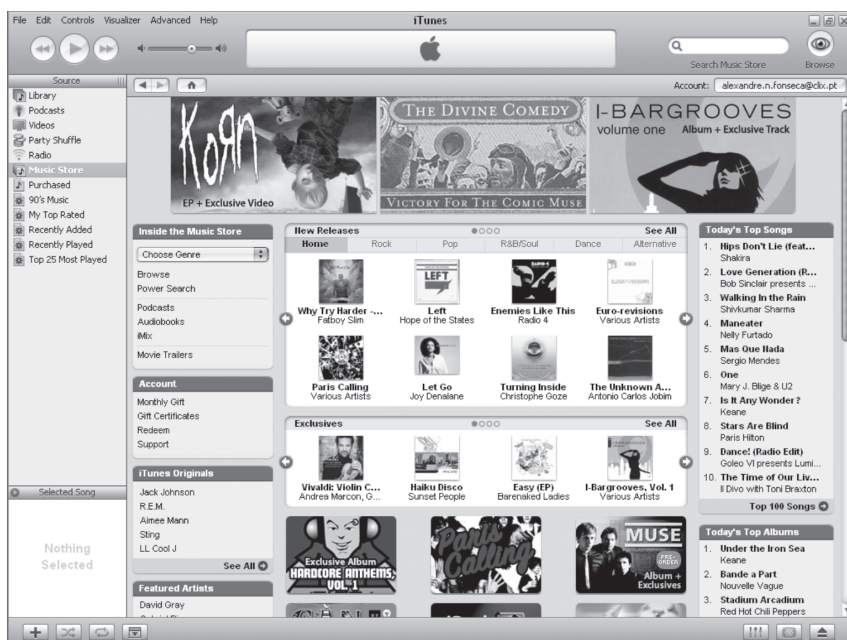 File Edit Controls Visualizer Advanced Help
iTunes
Search Music Store
Browse
Source
Library
Podcasts
Videos
Party Shuffle
Radio
Music Store
Purchased
90's Music
My Top Rated
Recently Added
Recently Played
Top 25 Most Played
Selected Song
Nothing
Selected
Account: alexandre.n.fonseca@clix.pt
KoRn
EP + Exclusive Video
THE DIVINE COMEDY
VICTORY FOR THE COMIC MUSE
I-BARGROOVES
volume one Album + Exclusive Track
Inside the Music Store
Choose Genre
Browse
Power Search
Podcasts
Audiobooks
iMix
Movie Trailers
Account
Monthly Gift
Gift Certificates
Redeem
Support
iTunes Originals
Jack Johnson
R.E.M.
Aimee Mann
Sting
LL Cool J
See All
Featured Artists
David Gray
New Releases See All
Home Rock Pop R&B/Soul Dance Alternative
LEFT
Why Try Harder -... Left Enemies Like This Euro-revisions
Fatboy Slim Hope of the States Radio 4 Various Artists
Paris Calling Let Go Turning Inside The Unknown A...
Various Artists Joy Denalane Christophe Goze Antonio Carlos Jobim
Exclusives See All
Vivaldi: Violin C... Haiku Disco Easy (EP) I-Bargrooves, Vol. 1
Andrea Marcon, G... Sunset People Barenaked Ladies Various Artists
Exclusive Album
HARDCORE ANTHEMS,
VOL. 1
Paris
Calling
MUSE
PRE-
ORDER
Album +
Exclusives
Today's Top Songs
1. Hips Don't Lie (feat...
Shakira
2. Love Generation (R...
Bob Sinclair presents ...
3. Walking In the Rain
Shivkumar Sharma
4. Maneater
Nelly Furtado
5. Mas Que Nada
Sergio Mendes
6. One
Mary J. Blige & U2
7. Is It Any Wonder?
Keane
8. Stars Are Blind
Paris Hilton
9. Dance! (Radio Edit)
Goleo VI presents Lumi...
10. The Time of Our Liv...
Il Divo with Toni Braxton
Top 100 Songs
Today's Top Albums
1. Under the Iron Sea
Keane
2. Bande a Part
Nouvelle Vague
3. Stadium Arcadium
Red Hot Chili Peppers